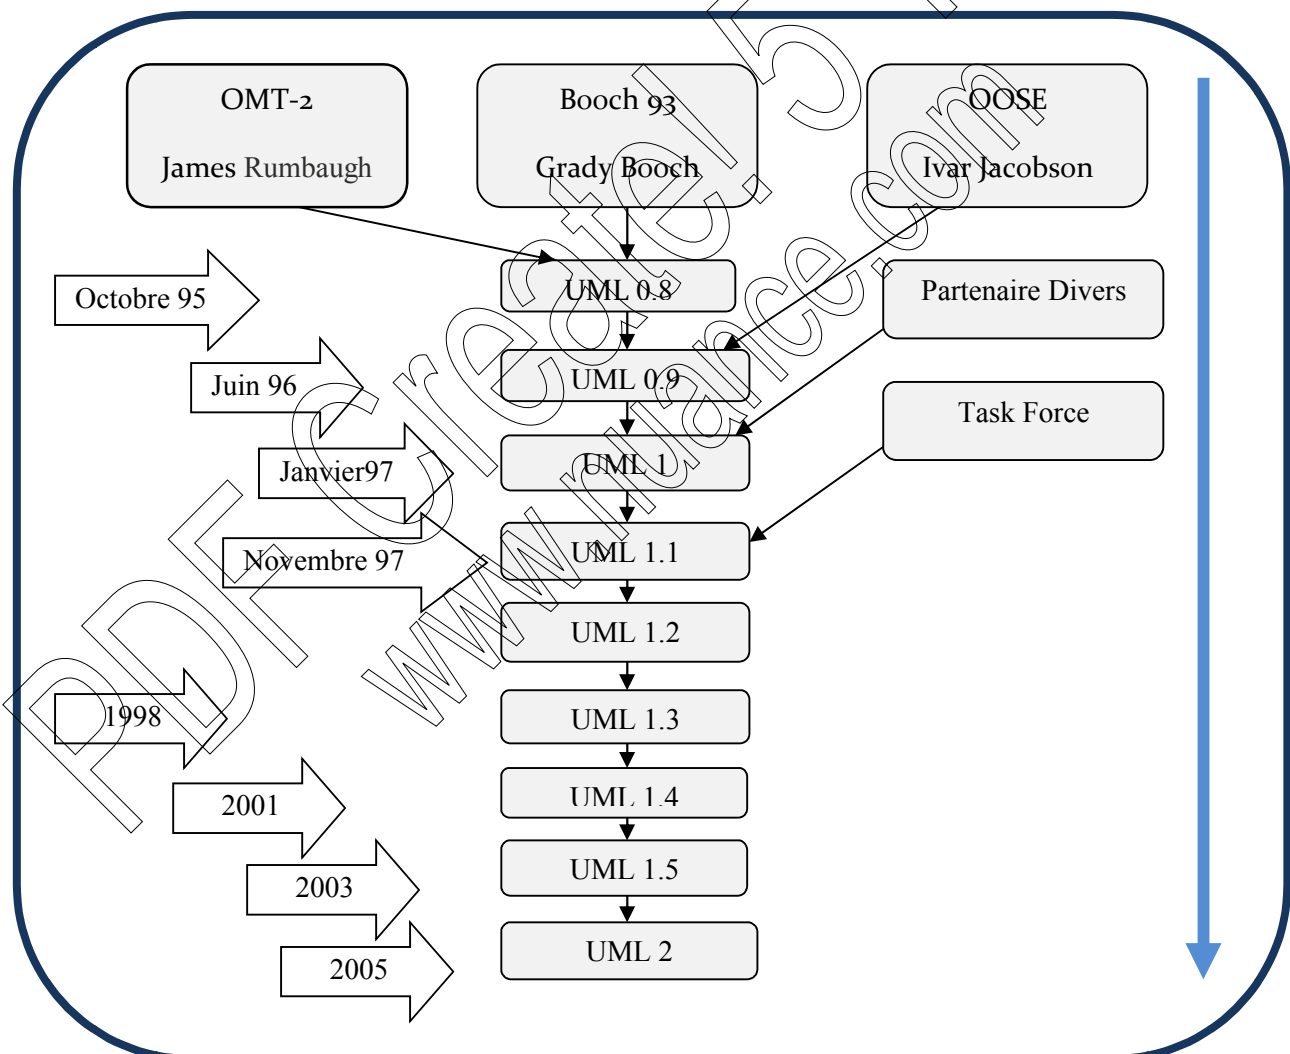 OMT-2
James Rumbaugh
Booch 93
Grady Booch
OOSE
Ivar Jacobson
Octobre 95
UML 0.8
Partenaire Divers
Juin 96
UML 0.9
Task Force
Janvier97
UML 1
Novembre 97
UML 1.1
UML 1.2
1998
UML 1.3
2001
UML 1.4
2003
UML 1.5
2005
UML 2
PDF Create! 5
www.nuance.com